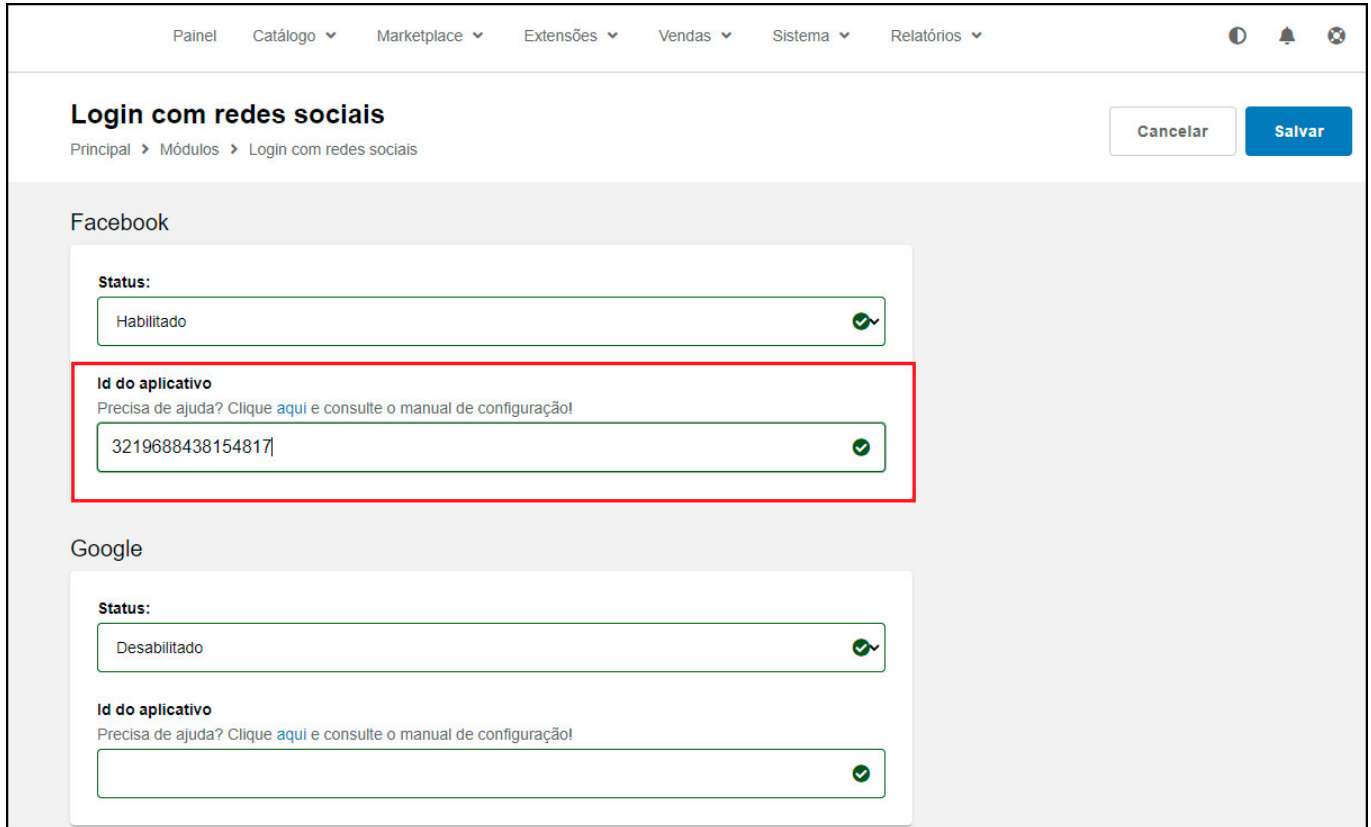 Painel Catálogo Marketplace Extensões Vendas Sistema Relatórios
Login com redes sociais
Cancelar Salvar
Principal > Módulos > Login com redes sociais
Facebook
Status:
Habilitado
Id do aplicativo
Precisa de ajuda? Clique aqui e consulte o manual de configuração!
3219688438154817
Google
Status:
Desabilitado
Id do aplicativo
Precisa de ajuda? Clique aqui e consulte o manual de configuração!